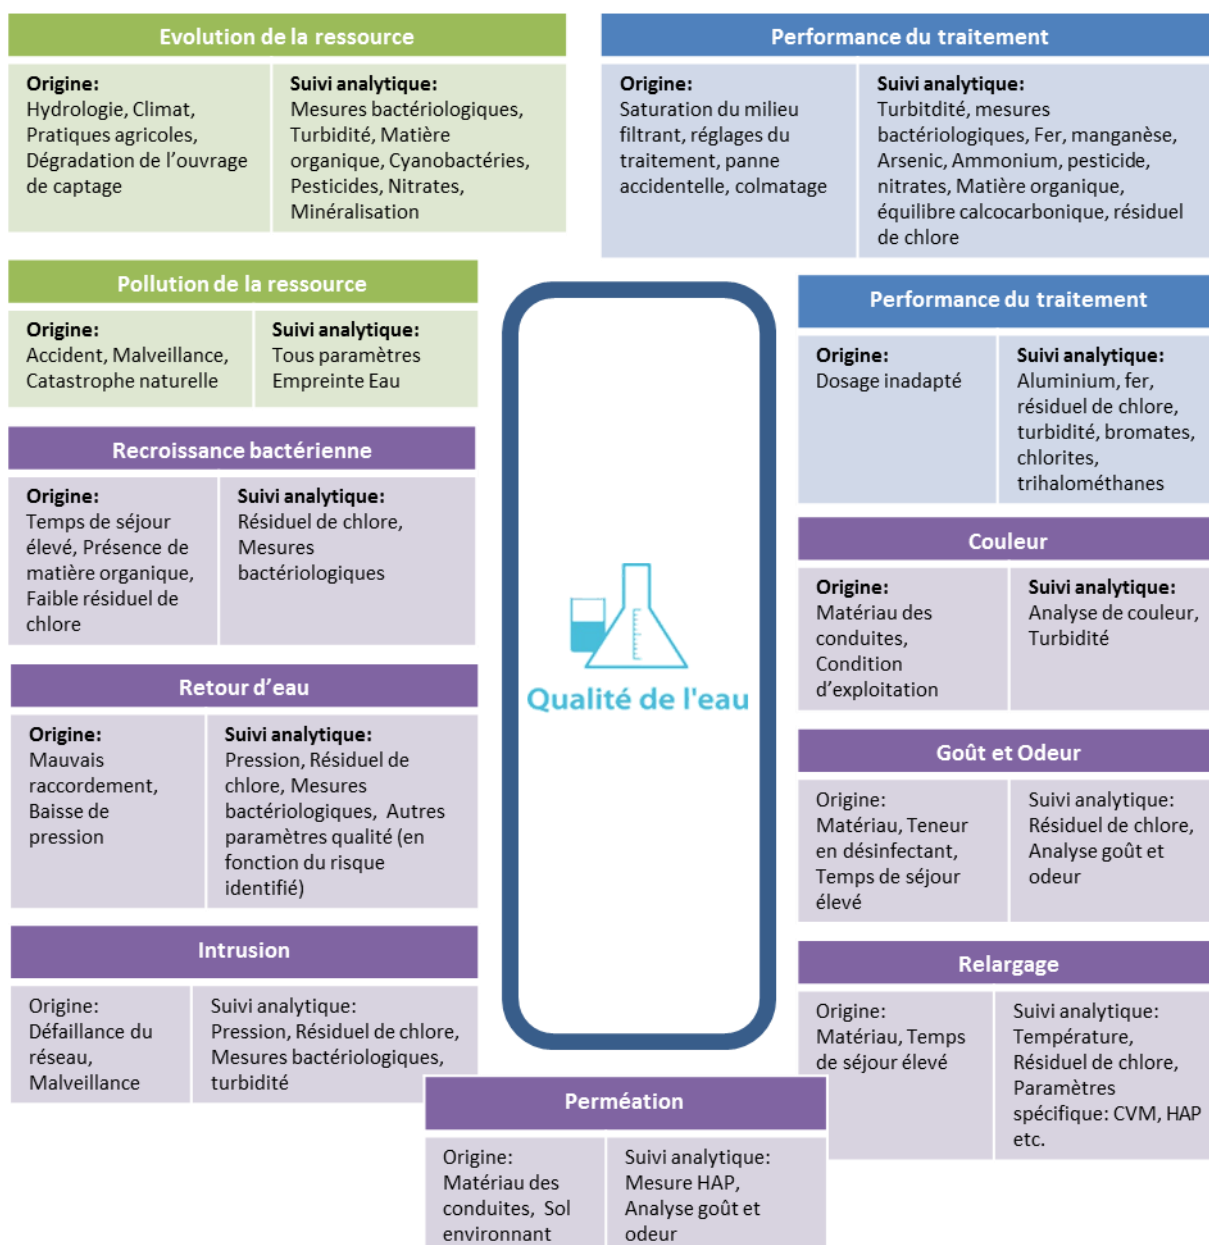 Evolution de la ressource
Origine:
Hydrologie, Climat,
Pratiques agricoles,
Dégradation de l'ouvrage
de captage
Suivi analytique:
Mesures bactériologiques,
Turbidité, Matière
organique, Cyanobactéries,
Pesticides, Nitrates,
Minéralisation
Performance du traitement
Origine:
Saturation du milieu
filtrant, réglages du
traitement, panne
accidentelle, colmatage
Suivi analytique:
Turbitdité, mesures
bactériologiques, Fer, manganèse,
Arsenic, Ammonium, pesticide,
nitrates, Matière organique,
équilibre calcocarbonique, résiduel
de chlore
Pollution de la ressource
Origine:
Accident, Malveillance,
Catastrophe naturelle
Suivi analytique:
Tous paramètres
Empreinte Eau
Performance du traitement
Origine:
Dosage inadapté
Suivi analytique:
Aluminium, fer,
résiduel de chlore,
turbidité, bromates,
chlorites,
trihalométhanes
Recroissance bactérienne
Origine:
Temps de séjour
élevé, Présence de
matière organique,
Faible résiduel de
chlore
Suivi analytique:
Résiduel de chlore,
Mesures
bactériologiques
Couleur
Origine:
Matériau des
conduites,
Condition
d'exploitation
Suivi analytique:
Analyse de couleur,
Turbidité
Qualité de l'eau
Retour d'eau
Origine:
Mauvais
raccordement,
Baisse de
pression
Suivi analytique:
Pression, Résiduel de
chlore, Mesures
bactériologiques, Autres
paramètres qualité (en
fonction du risque
identifié)
Goût et Odeur
Origine:
Matériau, Teneur
en désinfectant,
Temps de séjour
élevé
Suivi analytique:
Résiduel de chlore,
Analyse goût et
odeur
Intrusion
Origine:
Défaillance du
réseau,
Malveillance
Suivi analytique:
Pression, Résiduel de chlore,
Mesures bactériologiques,
turbidité
Relargage
Origine:
Matériau, Temps
de séjour élevé
Suivi analytique:
Température,
Résiduel de chlore,
Paramètres
spécifique: CVM, HAP
etc.
Perméation
Origine:
Matériau des
conduites, Sol
environnant
Suivi analytique:
Mesure HAP,
Analyse goût et
odeur